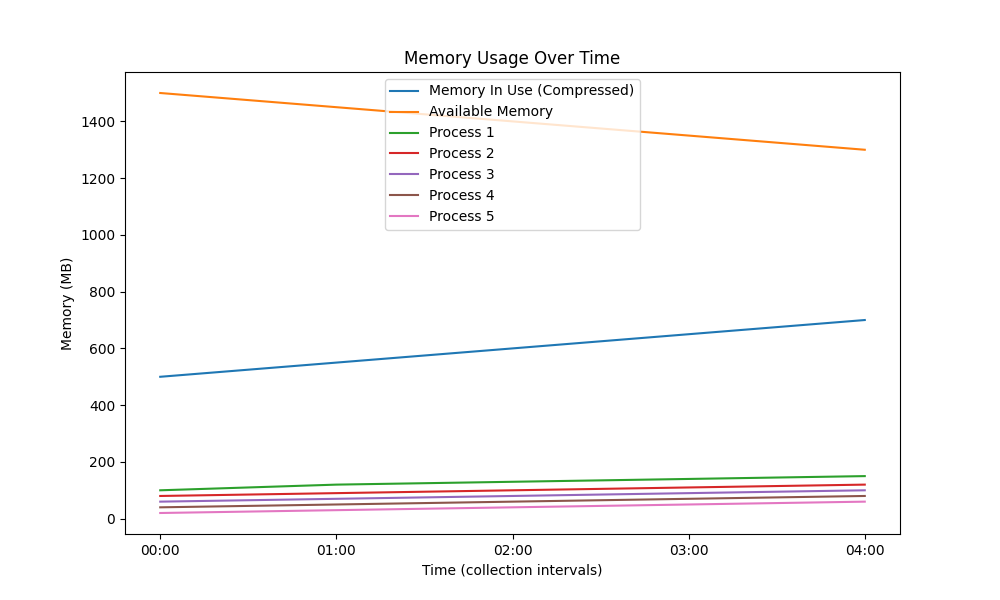 Memory Usage Over Time
Memory In Use (Compressed)
Available Memory
Process 1
Process 2
Process 3
Process 4
Process 5
Memory (MB)
1400
1200
1000
800
600
400
200
0
00:00 01:00 02:00 03:00 04:00
Time (collection intervals)